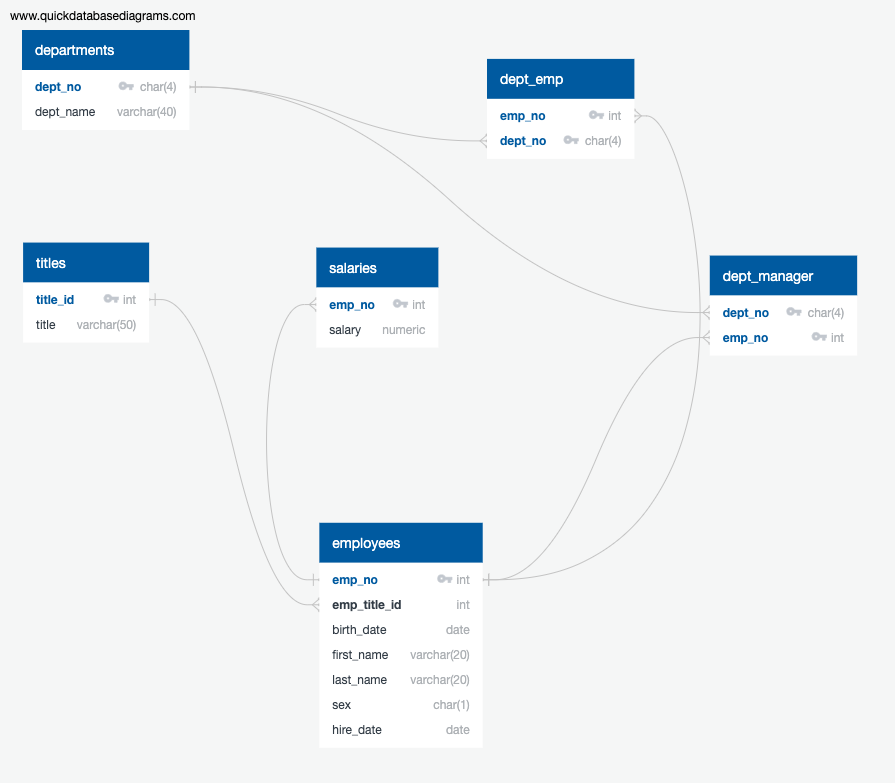 www.quickdatabasediagrams.com
departments
dept_no char(4)
dept_name varchar(40)
dept_emp
emp_no int
dept_no char(4)
titles
title_id int
title varchar(50)
salaries
emp_no int
salary numeric
dept_manager
dept_no char(4)
emp_no int
employees
emp_no int
emp_title_id int
birth_date date
first_name varchar(20)
last_name varchar(20)
sex char(1)
hire_date date